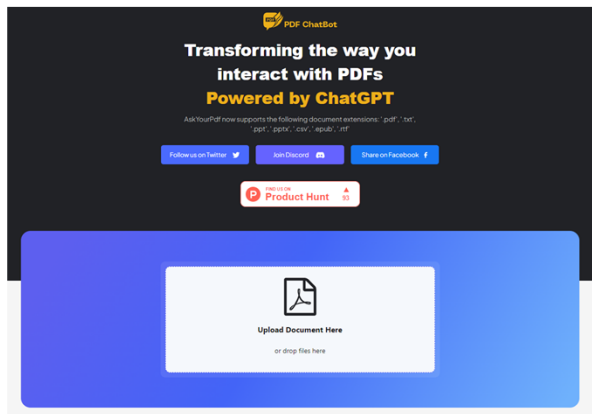 PDF ChatBot
Transforming the way you
interact with PDFs
Powered by ChatGPT
AskYourPdf now supports the following document extensions: '.pdf', '.txt',
'.ppt', '.pptx', '.csv', '.epub', '.rtf'
Follow us on Twitter
Join Discord
Share on Facebook
P
FIND US ON
Product Hunt
93
Upload Document Here
or drop files here